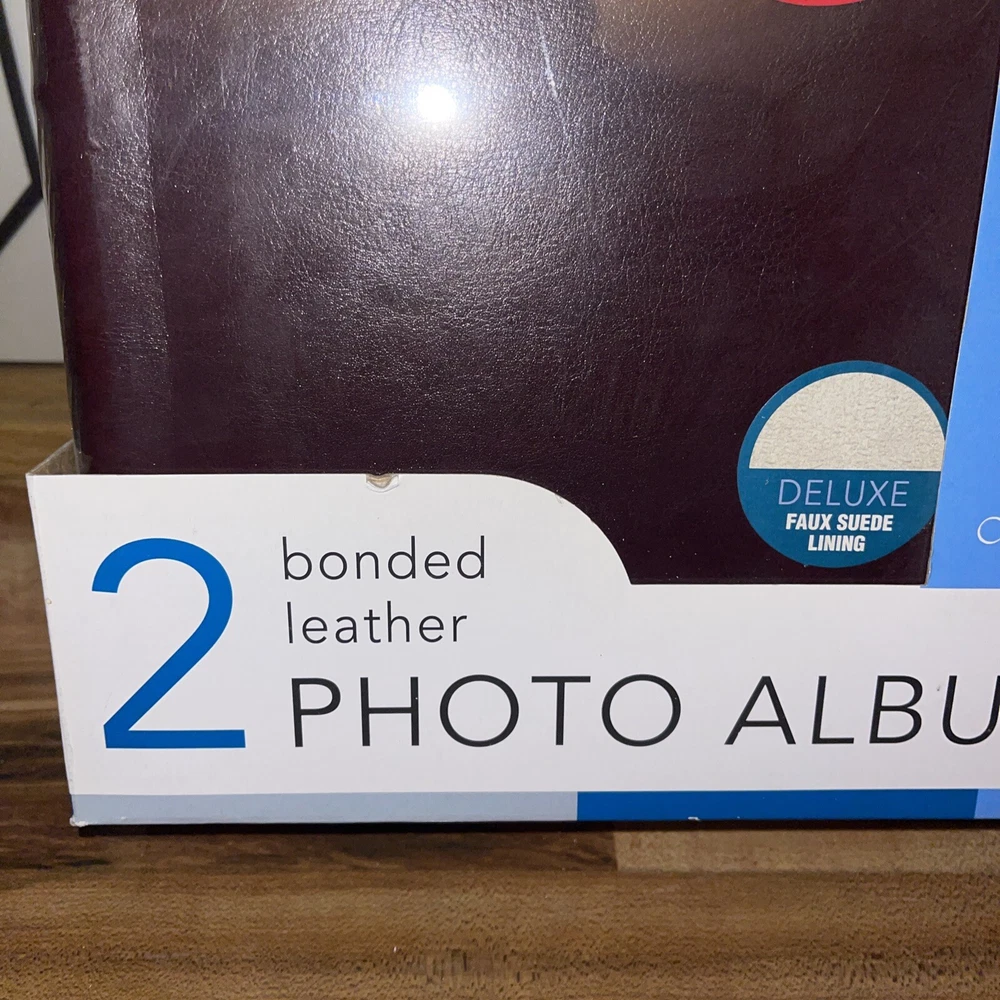 DELUXE
FAUX SUEDE
LINING
2
bonded
leather
PHOTO ALBU